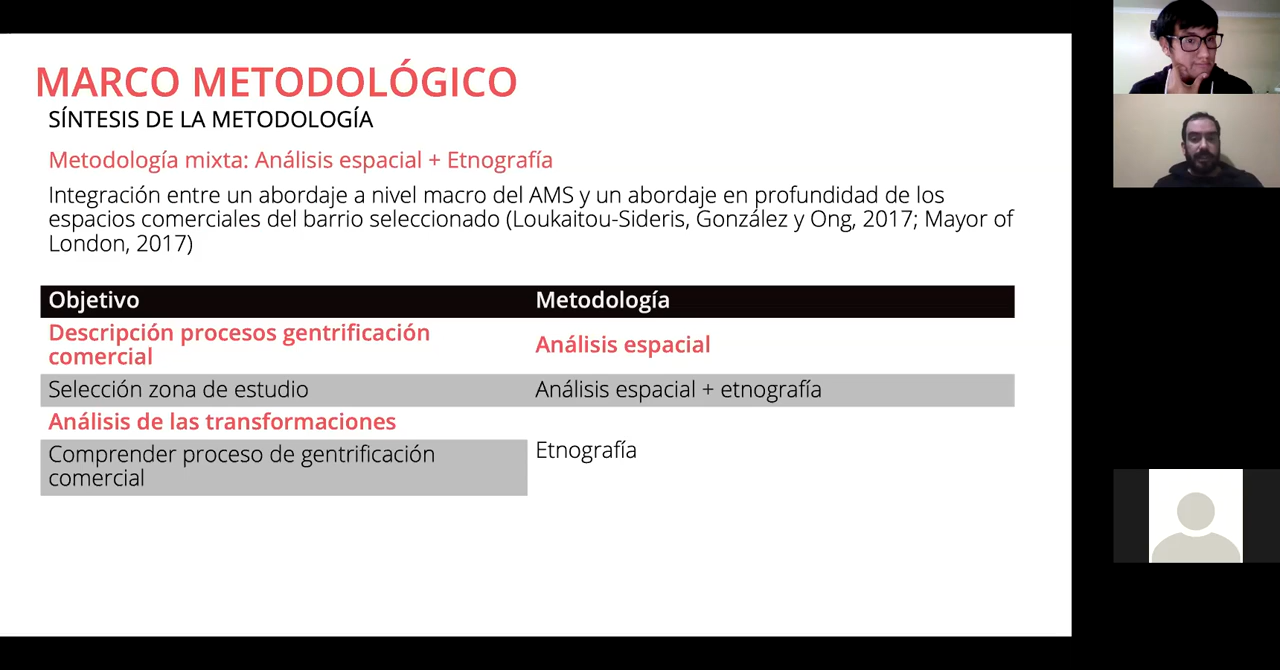 MARCO METODOLÓGICO
SÍNTESIS DE LA METODOLOGÍA
Metodología mixta: Análisis espacial + Etnografía
Integración entre un abordaje a nivel macro del AMS y un abordaje en profundidad de los
espacios comerciales del barrio seleccionado (Loukaitou-Sideris, González y Ong, 2017; Mayor of
London, 2017)
Objetivo Metodología
Descripción procesos gentrificación
comercial
Análisis espacial
Selección zona de estudio Análisis espacial + etnografía
Análisis de las transformaciones
Comprender proceso de gentrificación
comercial
Etnografía